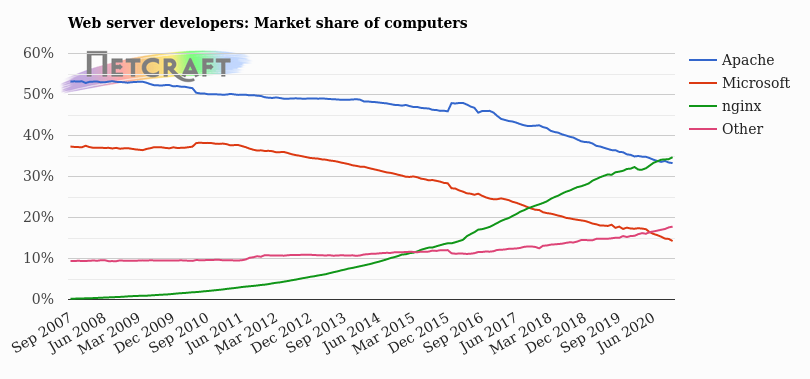 Web server developers: Market share of computers
NETCRAFT
60%
50%
40%
30%
20%
10%
0%
Sep 2007
Jun 2008
Mar 2009
Dec 2009
Sep 2010
Jun 2011
Mar 2012
Dec 2012
Sep 2013
Jun 2014
Mar 2015
Dec 2015
Sep 2016
Jun 2017
Mar 2018
Dec 2018
Sep 2019
Jun 2020
Apache
Microsoft
nginx
Other